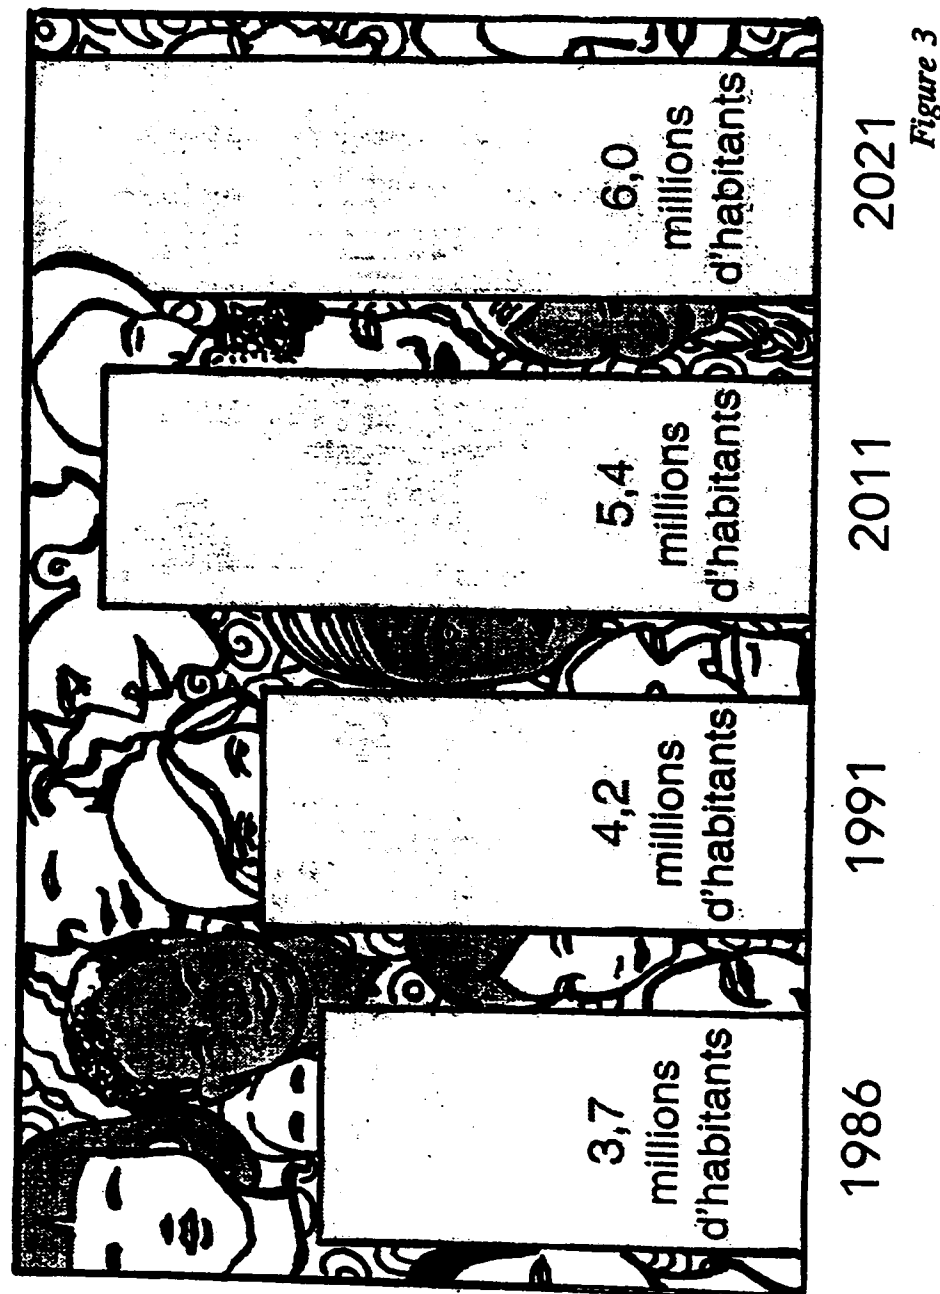 3,7
millions
d'habitants
4,2
millions
d'habitants
5,4
millions
d'habitants
6,0
millions
d'habitants
1986
1991
2011
2021
Figure 3